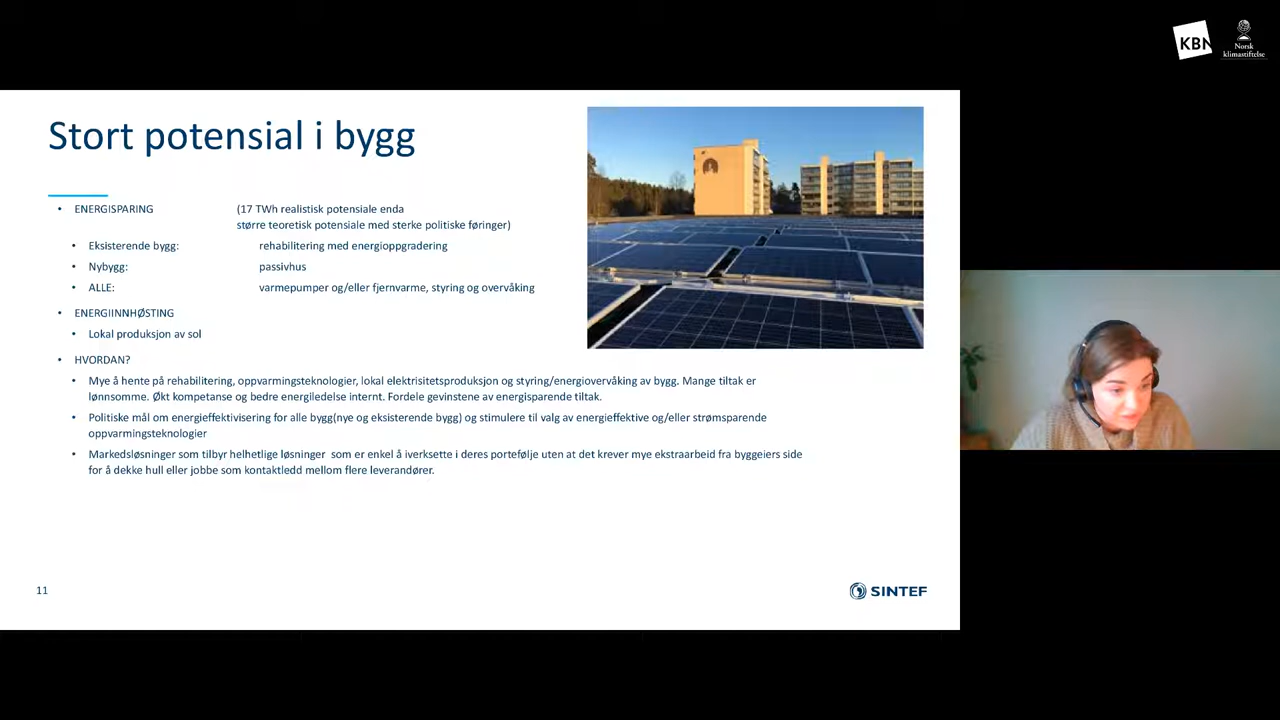 KBN
Norsk
klimastiftelse
Stort potensial i bygg
• ENERGISPARING (17 TWh realistisk potensiale enda
større teoretisk potensiale med sterke politiske føringer)
• Eksisterende bygg: rehabilitering med energioppgradering
• Nybygg: passivhus
• ALLE: varmepumper og/eller fjernvarme, styring og overvåking
• ENERGIINNHØSTING
• Lokal produksjon av sol
• HVORDAN?
• Mye å hente på rehabilitering, oppvarmingsteknologier, lokal elektrisitetsproduksjon og styring/energiovervåking av bygg. Mange tiltak er
lønnsomme. Økt kompetanse og bedre energiledelse internt. Fordele gevinstene av energisparende tiltak.
• Politiske mål om energieffektivisering for alle bygg(nye og eksisterende bygg) og stimulere til valg av energieffektive og/eller strømsparende
oppvarmingsteknologier
• Markedsløsninger som tilbyr helhetlige løsninger som er enkel å iverksette i deres portefølje uten at det krever mye ekstraarbeid fra byggeiers side
for å dekke hull eller jobbe som kontaktledd mellom flere leverandører.
11
SINTEF